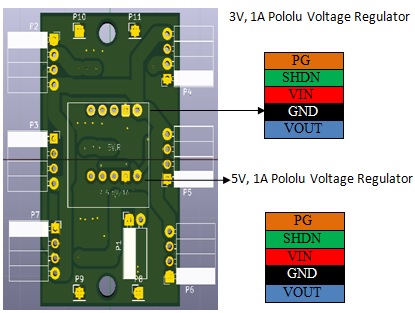 3V, 1A Pololu Voltage Regulator
P10
P11
P2
P4
PG
SHDN
VIN
GND
VOUT
P3
5V, 1A Pololu Voltage Regulator
P5
P7
P1
PG
SHDN
VIN
GND
VOUT
P9
P8
P6